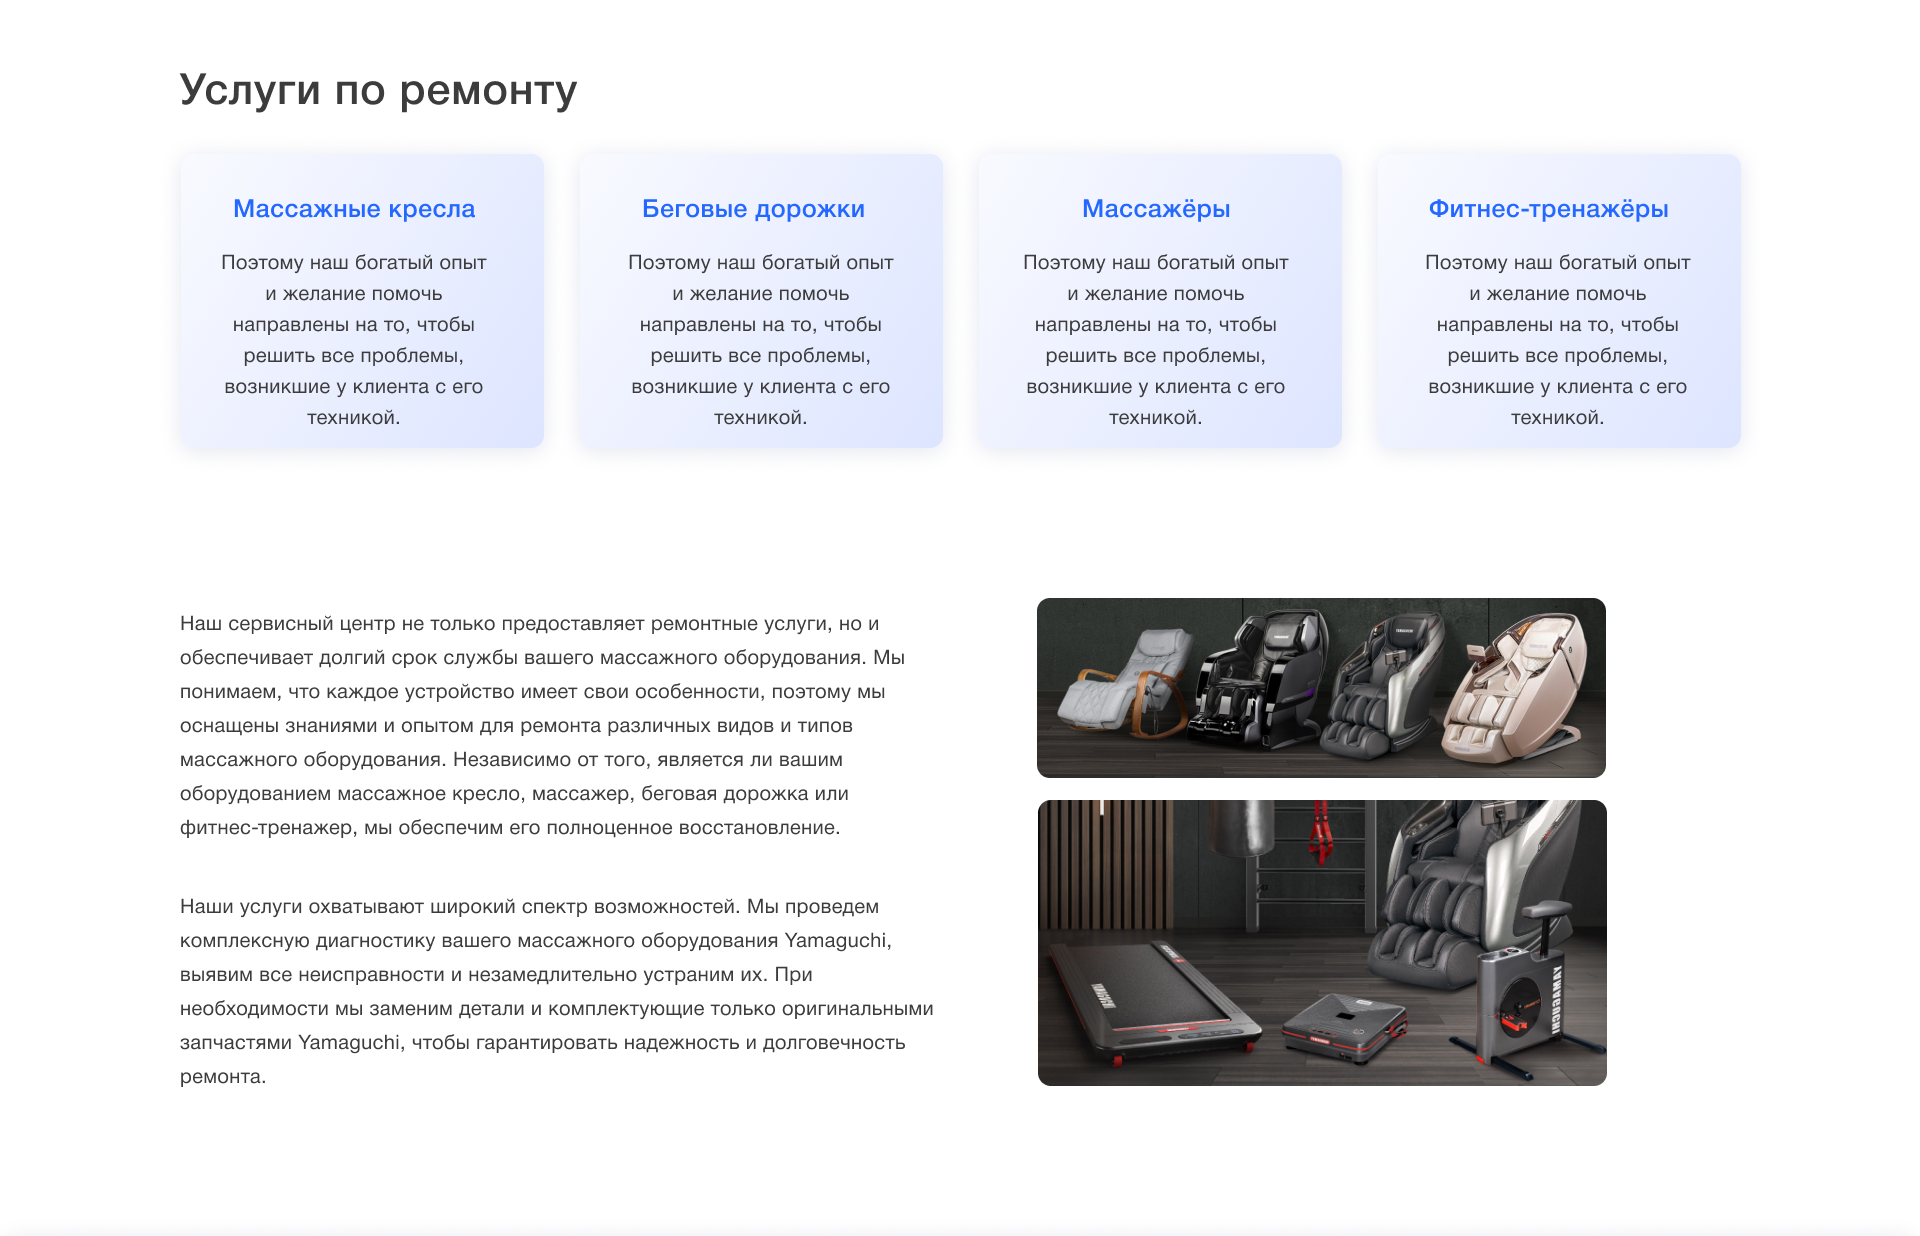 Услуги по ремонту
Массажные кресла
Поэтому наш богатый опыт
и желание помочь
направлены на то, чтобы
решить все проблемы,
возникшие у клиента с его
техникой.
Беговые дорожки
Поэтому наш богатый опыт
и желание помочь
направлены на то, чтобы
решить все проблемы,
возникшие у клиента с его
техникой.
Массажёры
Поэтому наш богатый опыт
и желание помочь
направлены на то, чтобы
решить все проблемы,
возникшие у клиента с его
техникой.
Фитнес-тренажёры
Поэтому наш богатый опыт
и желание помочь
направлены на то, чтобы
решить все проблемы,
возникшие у клиента с его
техникой.
Наш сервисный центр не только предоставляет ремонтные услуги, но и
обеспечивает долгий срок службы вашего массажного оборудования. Мы
понимаем, что каждое устройство имеет свои особенности, поэтому мы
оснащены знаниями и опытом для ремонта различных видов и типов
массажного оборудования. Независимо от того, является ли вашим
оборудованием массажное кресло, массажер, беговая дорожка или
фитнес-тренажер, мы обеспечим его полноценное восстановление.
Наши услуги охватывают широкий спектр возможностей. Мы проведем
комплексную диагностику вашего массажного оборудования Yamaguchi,
выявим все неисправности и незамедлительно устраним их. При
необходимости мы заменим детали и комплектующие только оригинальными
запчастями Yamaguchi, чтобы гарантировать надежность и долговечность
ремонта.
YAMAGUCHI
YAMAGUCHI